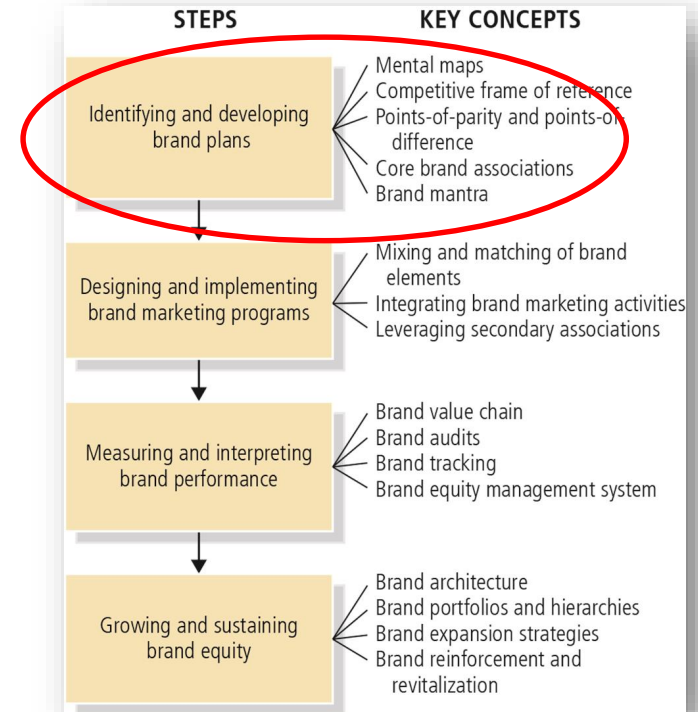 STEPS
KEY CONCEPTS
Identifying and developing
brand plans
Mental maps
Competitive frame of reference
Points-of-parity and points-of-
difference
Core brand associations
Brand mantra
Designing and implementing
brand marketing programs
Mixing and matching of brand
elements
Integrating brand marketing activities
Leveraging secondary associations
Measuring and interpreting
brand performance
Brand value chain
Brand audits
Brand tracking
Brand equity management system
Growing and sustaining
brand equity
Brand architecture
Brand portfolios and hierarchies
Brand expansion strategies
Brand reinforcement and
revitalization